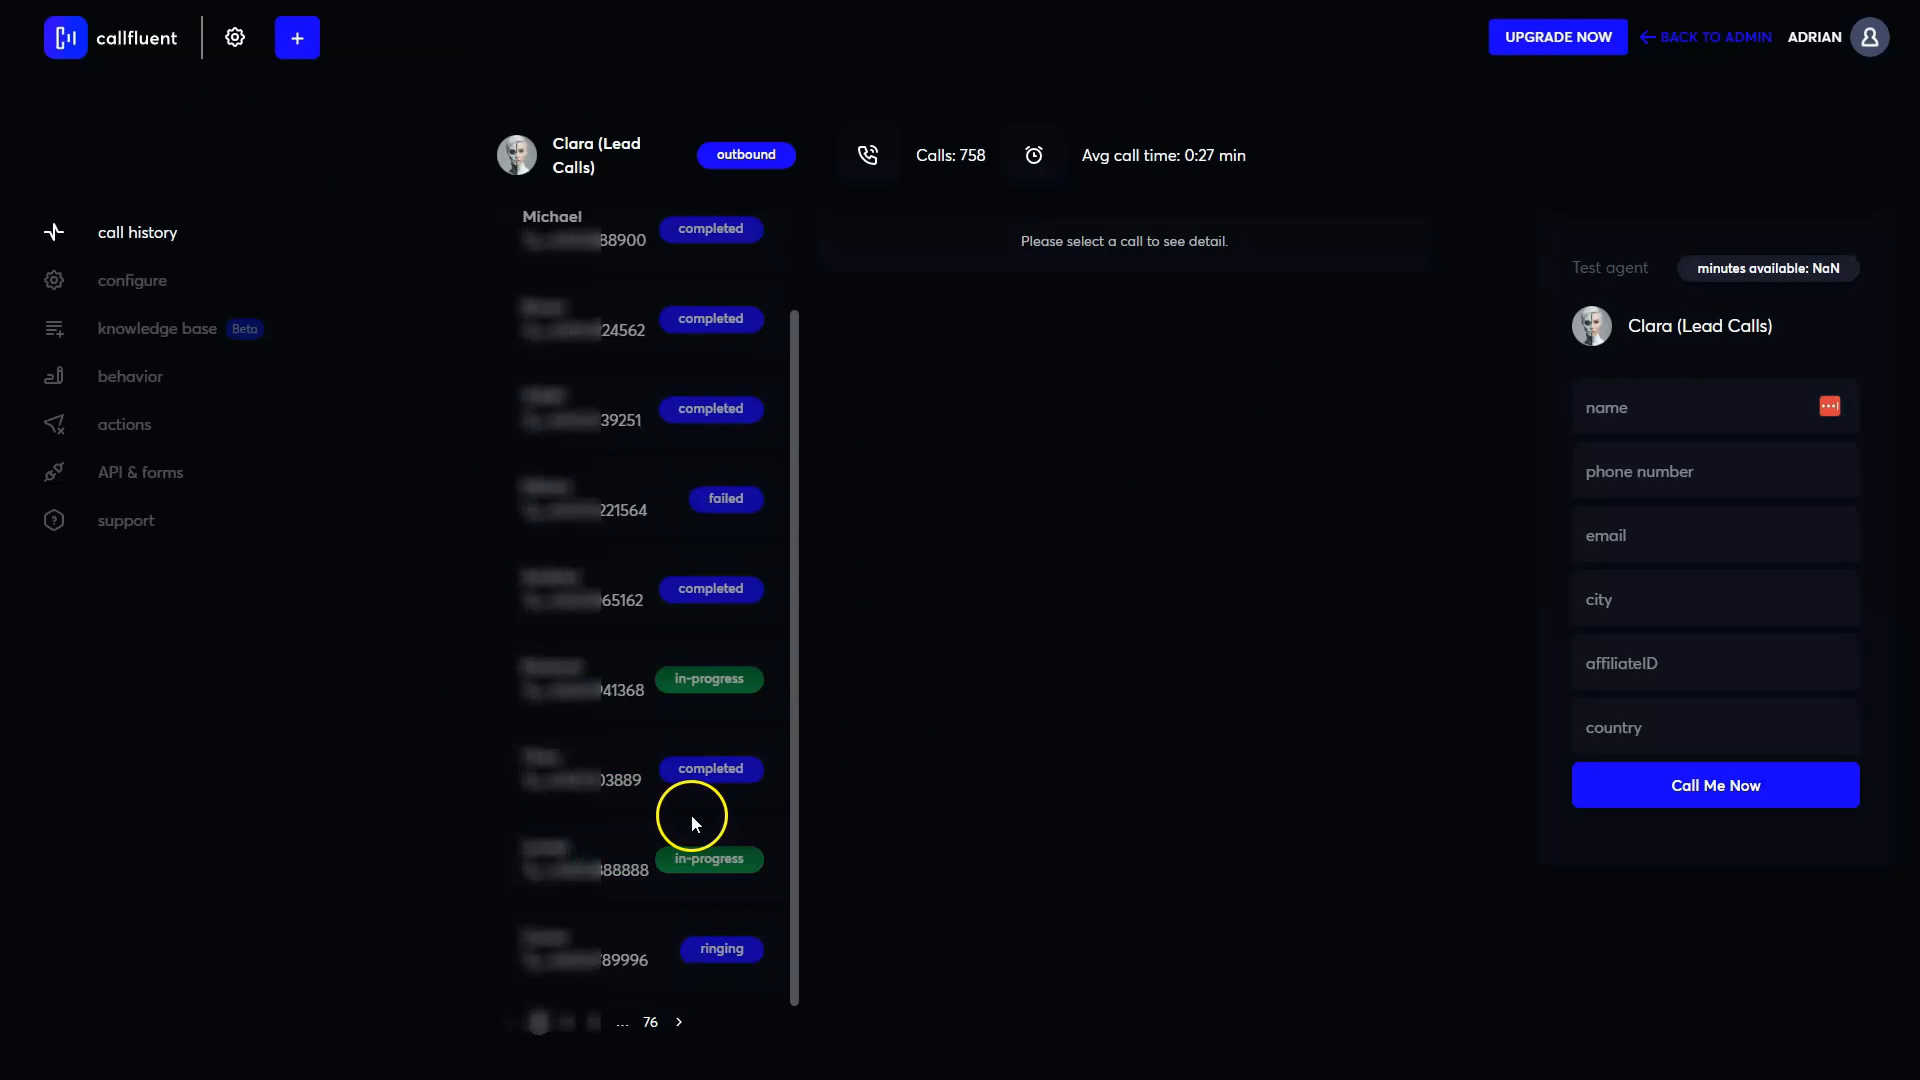 callfluent
+
UPGRADE NOW
BACK TO ADMIN
ADRIAN
Clara (Lead
Calls)
outbound
Calls: 758
Avg call time: 0:27 min
call history
configure
knowledge base Beta
behavior
actions
API & forms
support
Michael
88900
completed
24562
completed
39251
completed
221564
failed
65162
completed
941368
in-progress
03889
completed
888888
in-progress
789996
ringing
... 76
Please select a call to see detail.
Test agent
minutes available: NaN
Clara (Lead Calls)
name
phone number
email
city
affiliateID
country
Call Me Now